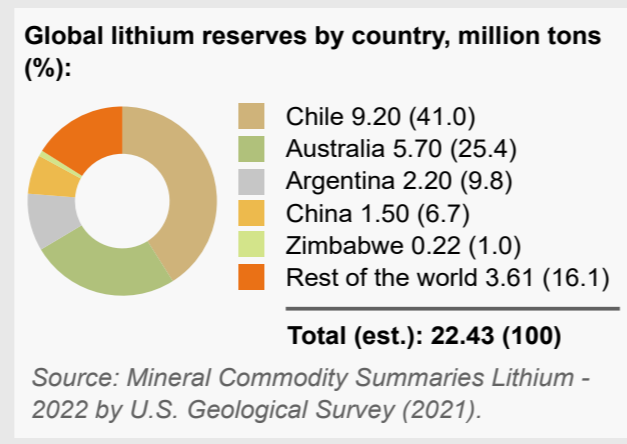 Global lithium reserves by country, million tons
(%):
Chile 9.20 (41.0)
Australia 5.70 (25.4)
Argentina 2.20 (9.8)
China 1.50 (6.7)
Zimbabwe 0.22 (1.0)
Rest of the world 3.61 (16.1)
Total (est.): 22.43 (100)
Source: Mineral Commodity Summaries Lithium -
2022 by U.S. Geological Survey (2021).